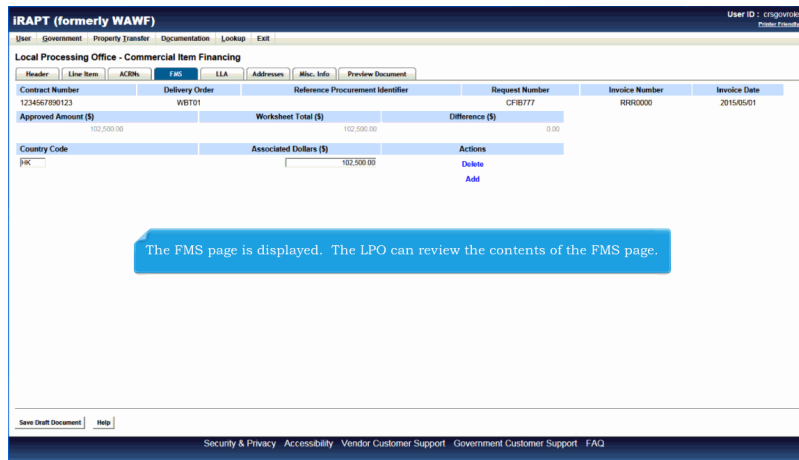 iRAPT (formerly WAWF)
User ID : crsgovrole
Printer Friendly
User Government Property Transfer Documentation Lookup Exit
Local Processing Office - Commercial Item Financing
Header Line Item ACRNs FMS LLA Addresses Misc. Info Preview Document
Contract Number Delivery Order Reference Procurement Identifier Request Number Invoice Number Invoice Date
1234567890123 WBT01 CFIB777 RRR0000 2015/05/01
Approved Amount ($) Worksheet Total ($) Difference ($)
102,500.00 102,500.00 0.00
Country Code Associated Dollars ($) Actions
HK 102,500.00 Delete
Add
The FMS page is displayed. The LPO can review the contents of the FMS page.
Save Draft Document Help
Security & Privacy Accessibility Vendor Customer Support Government Customer Support FAQ